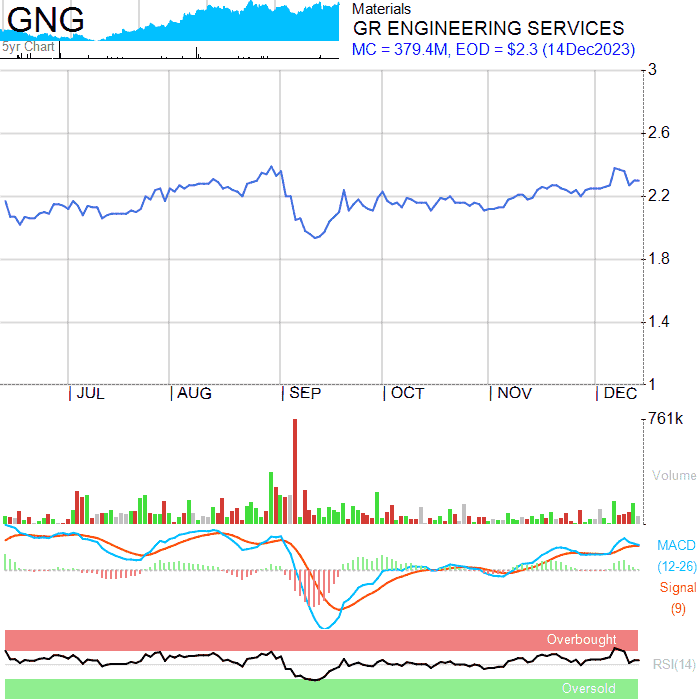 GNG
5yr Chart
Materials
GR ENGINEERING SERVICES
MC = 379.4M, EOD = $2.3 (14Dec2023)
3
2.6
2.2
1.8
1.4
1
JUL AUG SEP OCT NOV DEC
761k
Volume
MACD
(12-26)
Signal
(9)
Overbought
RSI(14)
Oversold